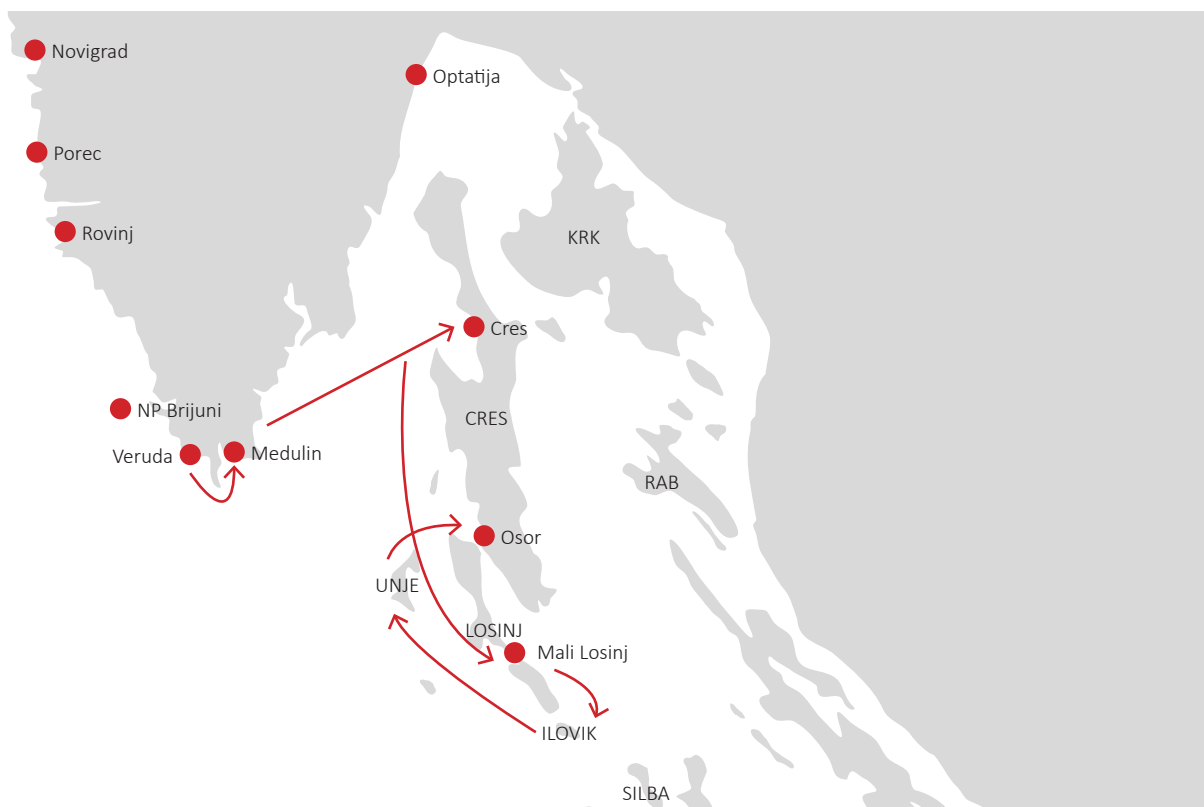 Novigrad
Optatija
Porec
Rovinj
KRK
Cres
NP Brijuni
CRES
Veruda
Medulin
RAB
Osor
UNJE
LOSINJ
Mali Losinj
ILOVIK
SILBA